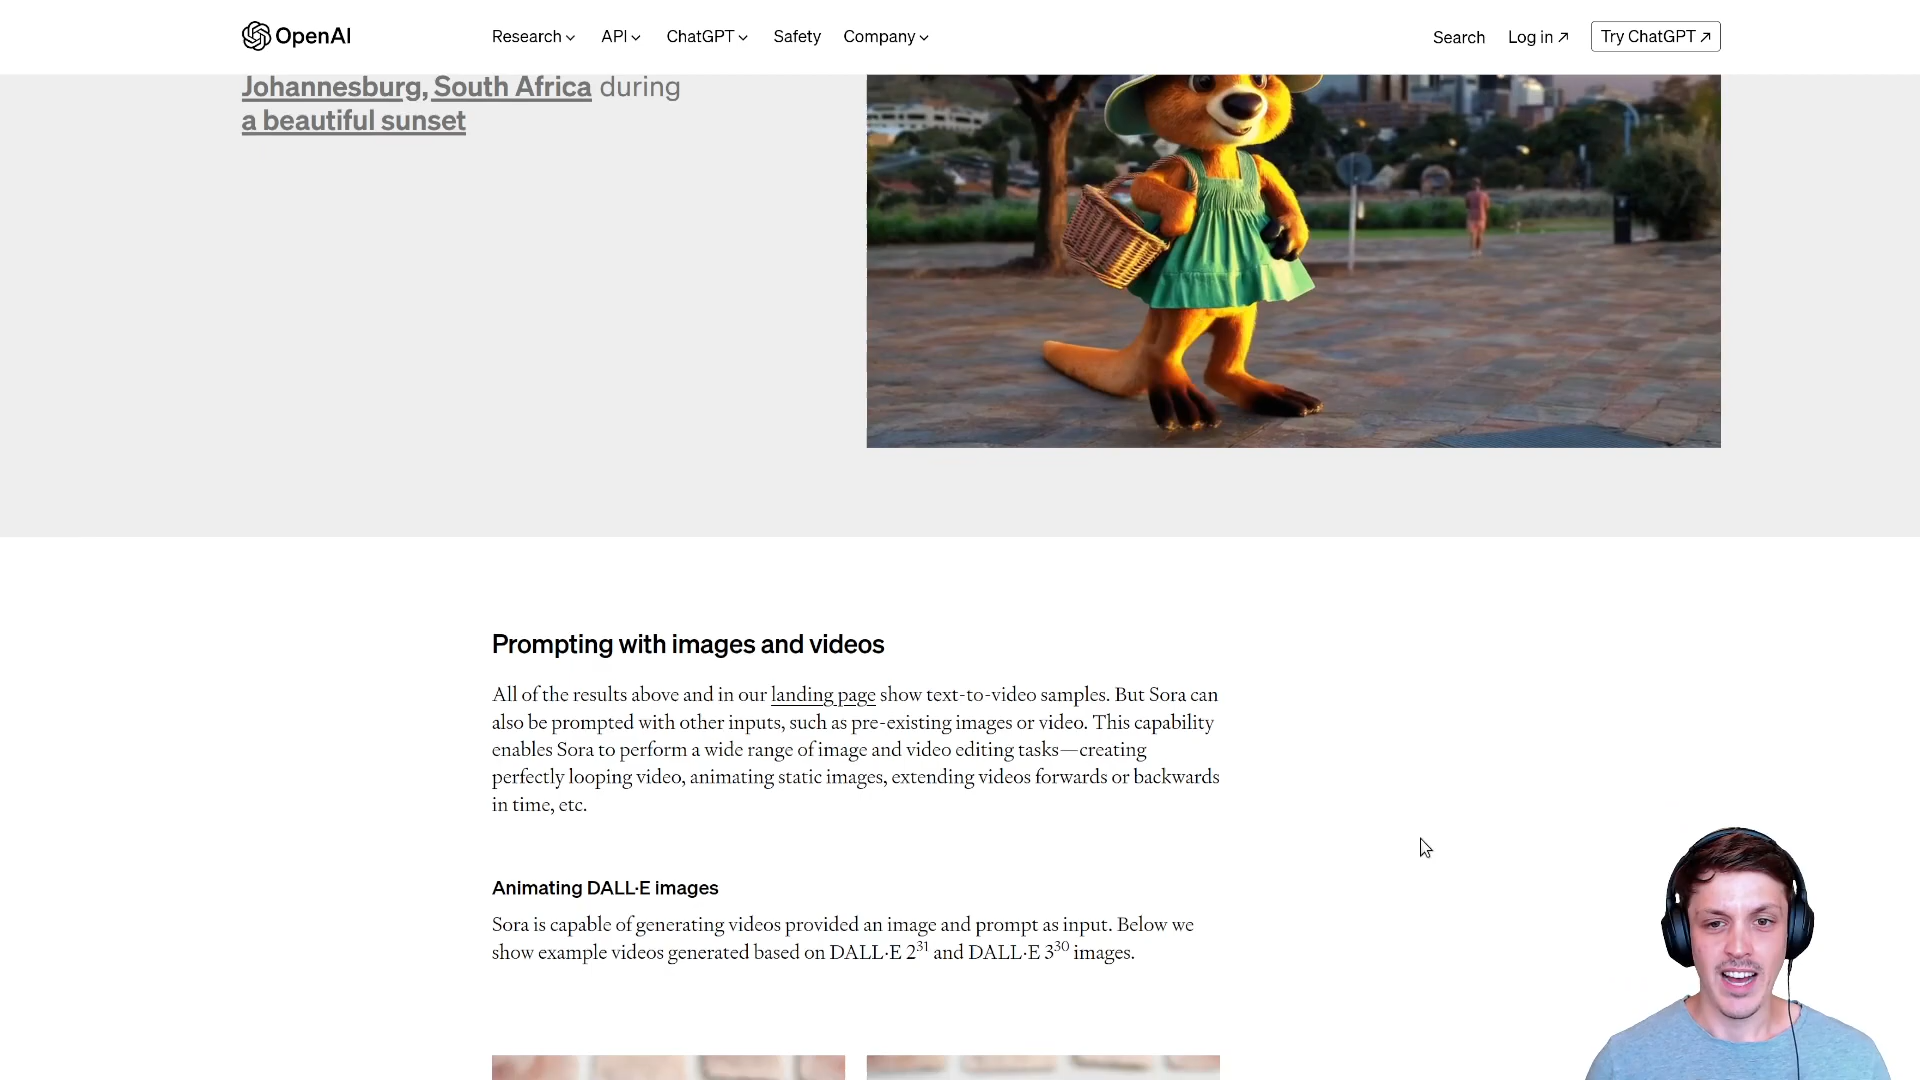 OpenAI
Research API ChatGPT Safety Company
Search Log in ↗ Try ChatGPT ↗
Johannesburg, South Africa during
a beautiful sunset
Prompting with images and videos
All of the results above and in our landing page show text-to-video samples. But Sora can
also be prompted with other inputs, such as pre-existing images or video. This capability
enables Sora to perform a wide range of image and video editing tasks—creating
perfectly looping video, animating static images, extending videos forwards or backwards
in time, etc.
Animating DALL·E images
Sora is capable of generating videos provided an image and prompt as input. Below we
show example videos generated based on DALL·E 2³¹ and DALL·E 3³⁰ images.